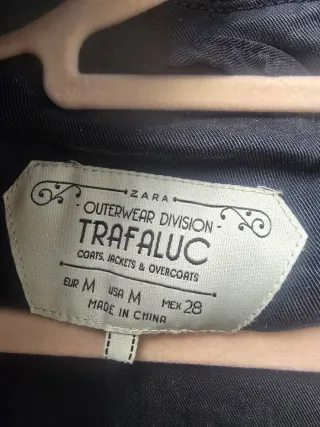 ZARA
- OUTERWEAR DIVISION -
TRAFALUC
COATS, JACKETS & OVERCOATS
EUR M USA M MEX 28
MADE IN CHINA